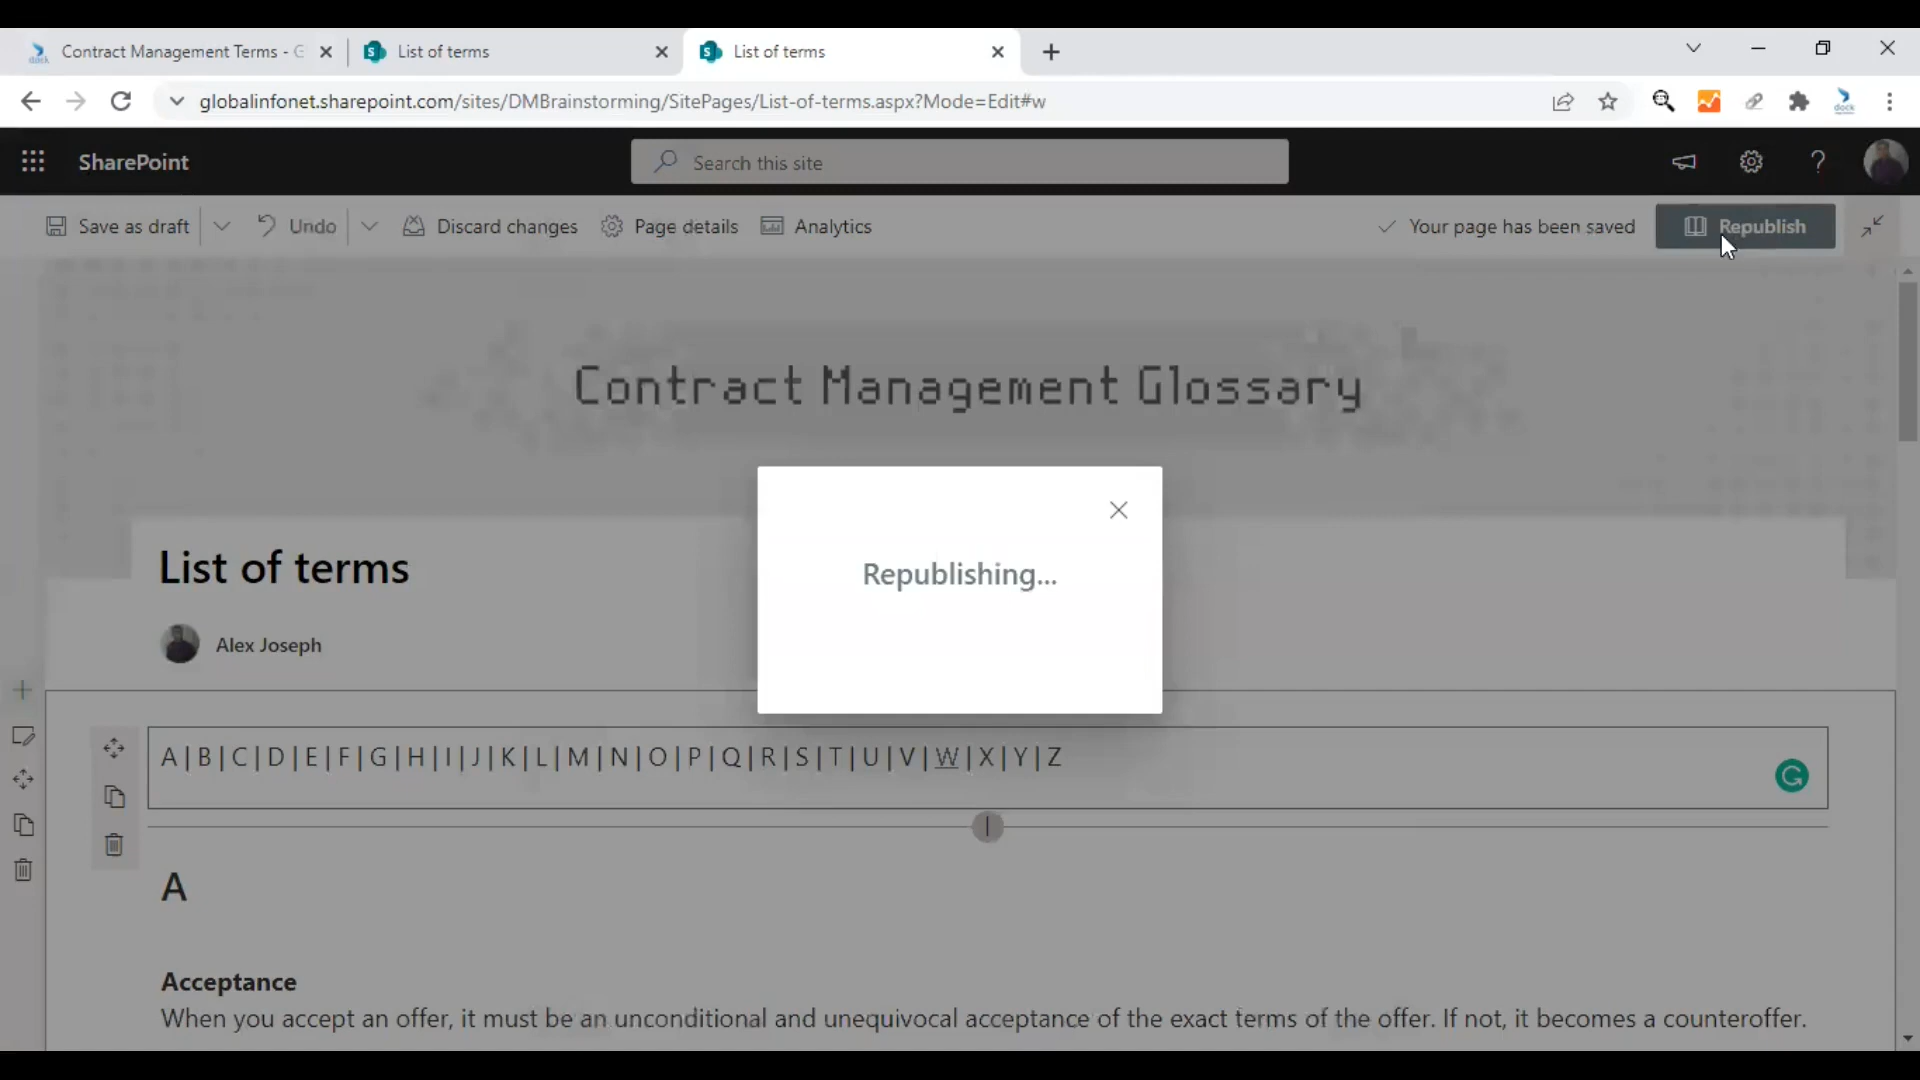 Contract Management Terms - G
List of terms
List of terms
globalinfonet.sharepoint.com/sites/DMBrainstorming/SitePages/List-of-terms.aspx?Mode=Edit#w
dock
SharePoint
Search this site
Save as draft
Undo
Discard changes
Page details
Analytics
Your page has been saved
Republish
Contract Management Glossary
Republishing...
List of terms
Alex Joseph
A|B|C|D|E|F|G|H|I|J|K|L|M|N|O|P|Q|R|S|T|U|V|W|X|Y|Z
A
Acceptance
When you accept an offer, it must be an unconditional and unequivocal acceptance of the exact terms of the offer. If not, it becomes a counteroffer.